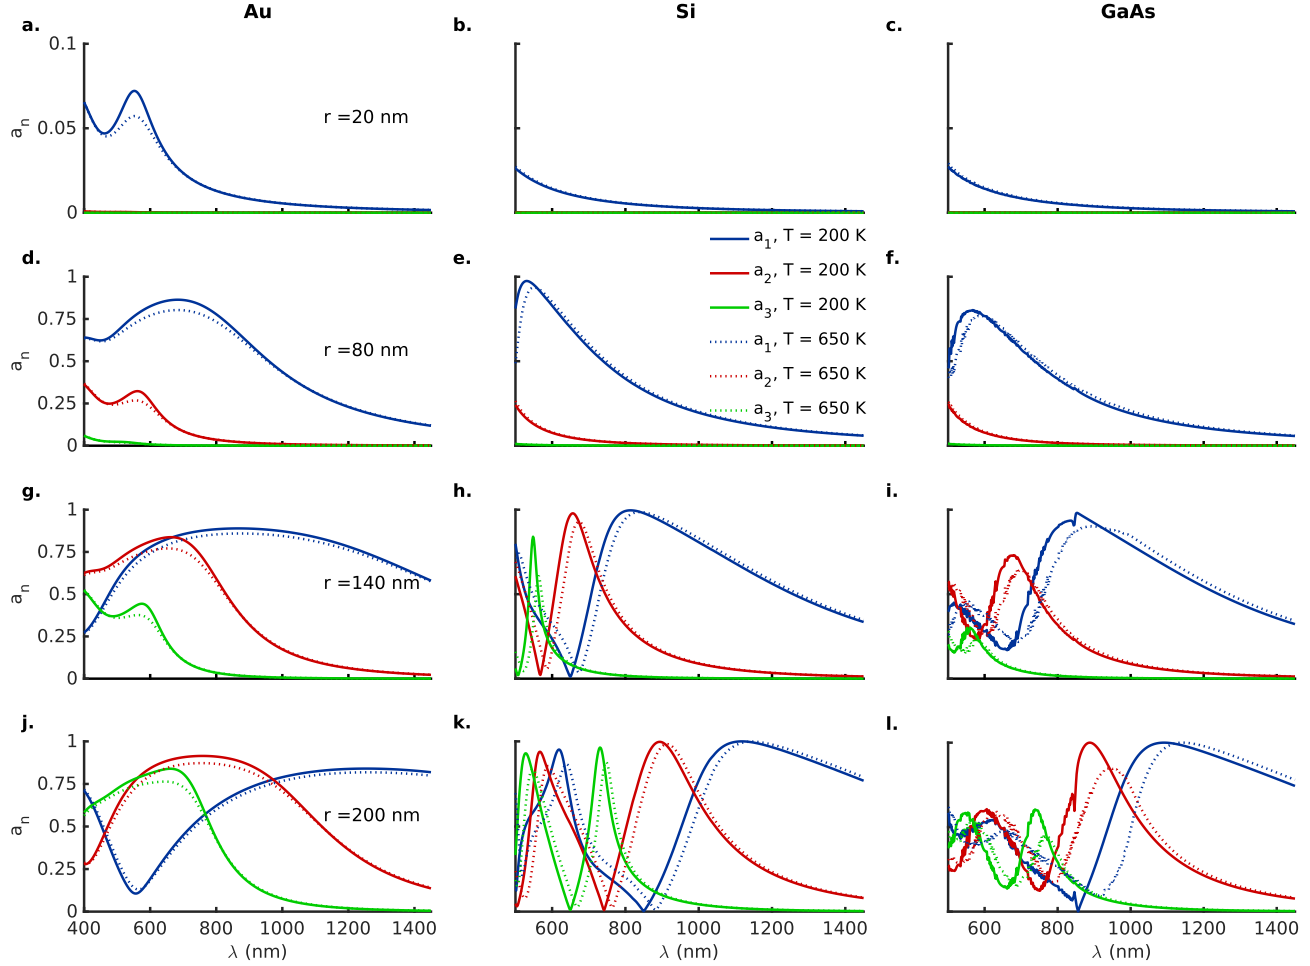 Au Si GaAs
a. b. c.
0.1
0.05
0
a_n
r =20 nm
a_1, T = 200 K
a_2, T = 200 K
a_3, T = 200 K
a_1, T = 650 K
a_2, T = 650 K
a_3, T = 650 K
d. e. f.
1
0.75
0.5
0.25
0
a_n
r =80 nm
g. h. i.
1
0.75
0.5
0.25
0
a_n
r =140 nm
j. k. l.
1
0.75
0.5
0.25
0
a_n
r =200 nm
400 600 800 1000 1200 1400 600 800 1000 1200 1400 600 800 1000 1200 1400
λ (nm) λ (nm) λ (nm)